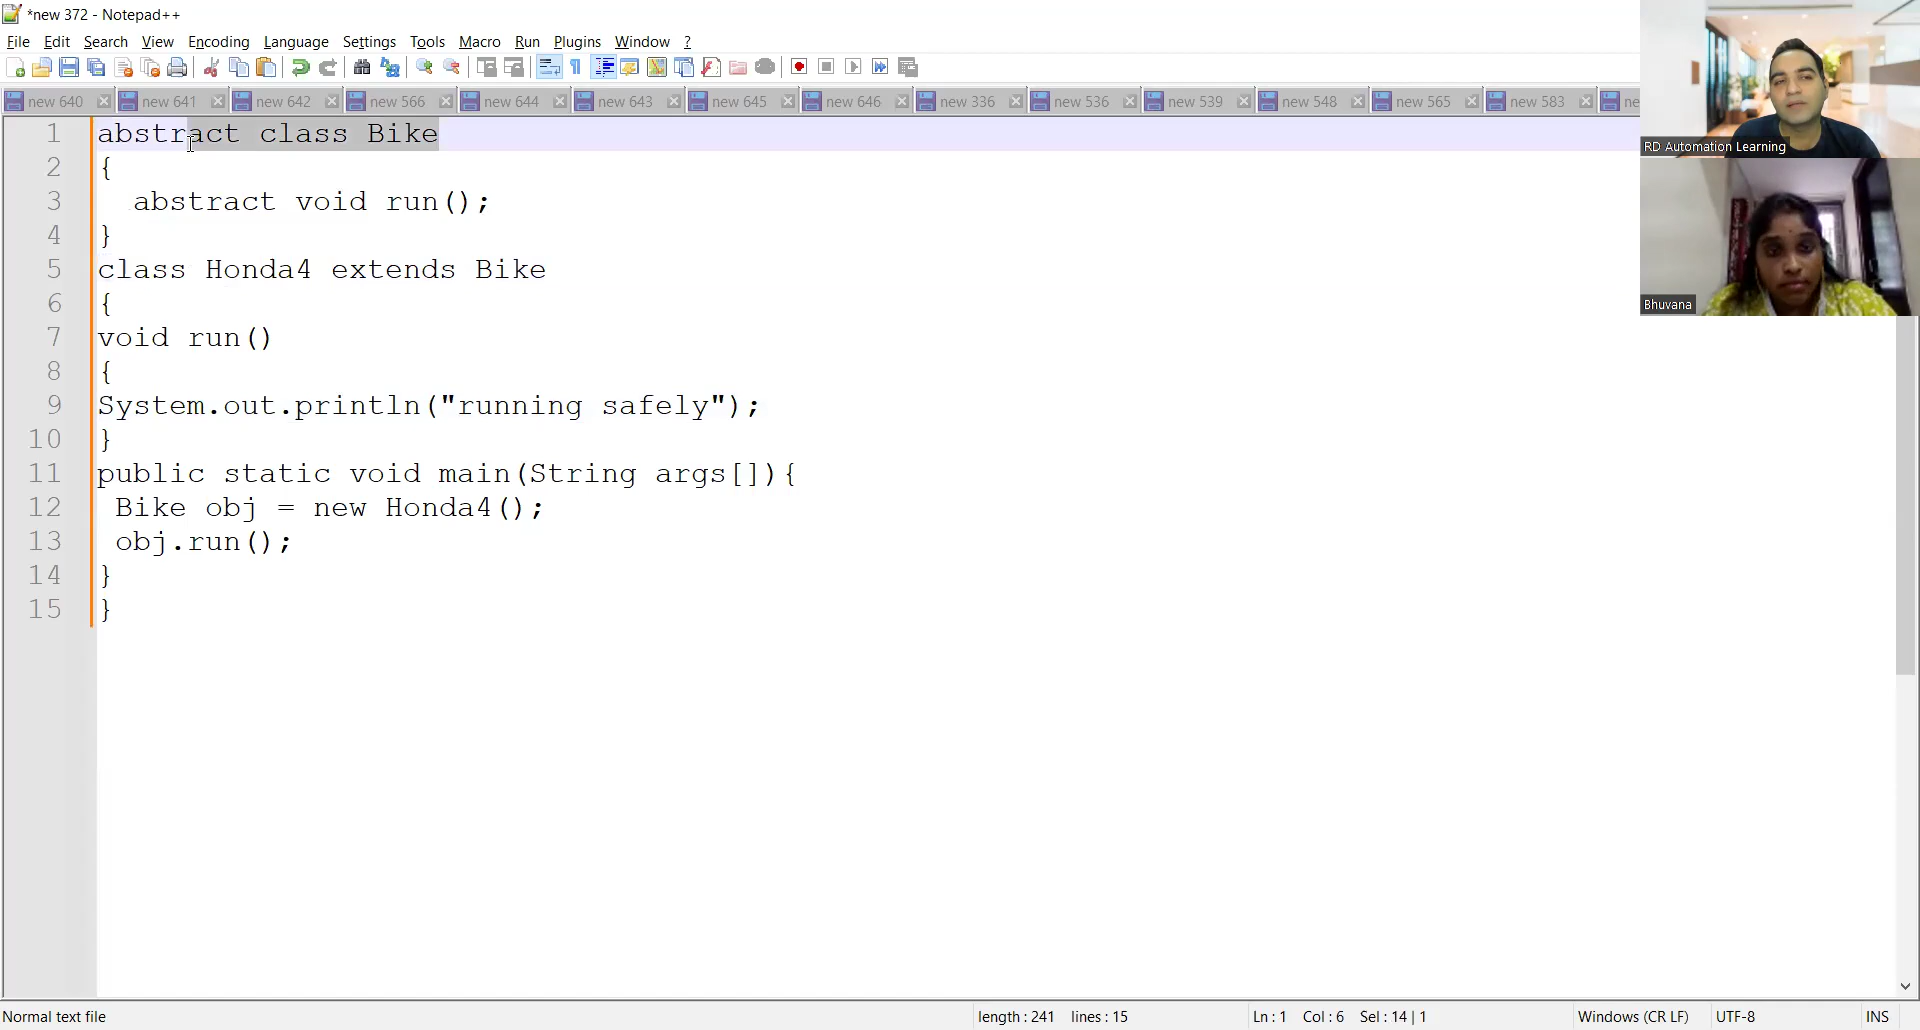 *new 372 - Notepad++
File Edit Search View Encoding Language Settings Tools Macro Run Plugins Window ?
new 640 new 641 new 642 new 566 new 644 new 643 new 645 new 646 new 336 new 536 new 539 new 548 new 565 new 583 ne
RD Automation Learning
Bhuvana
1 abstract class Bike
2 {
3 abstract void run();
4 }
5 class Honda4 extends Bike
6 {
7 void run()
8 {
9 System.out.println("running safely");
10 }
11 public static void main(String args[]){
12 Bike obj = new Honda4();
13 obj.run();
14 }
15 }
Normal text file length : 241 lines : 15 Ln : 1 Col : 6 Sel : 14 | 1 Windows (CR LF) UTF-8 INS